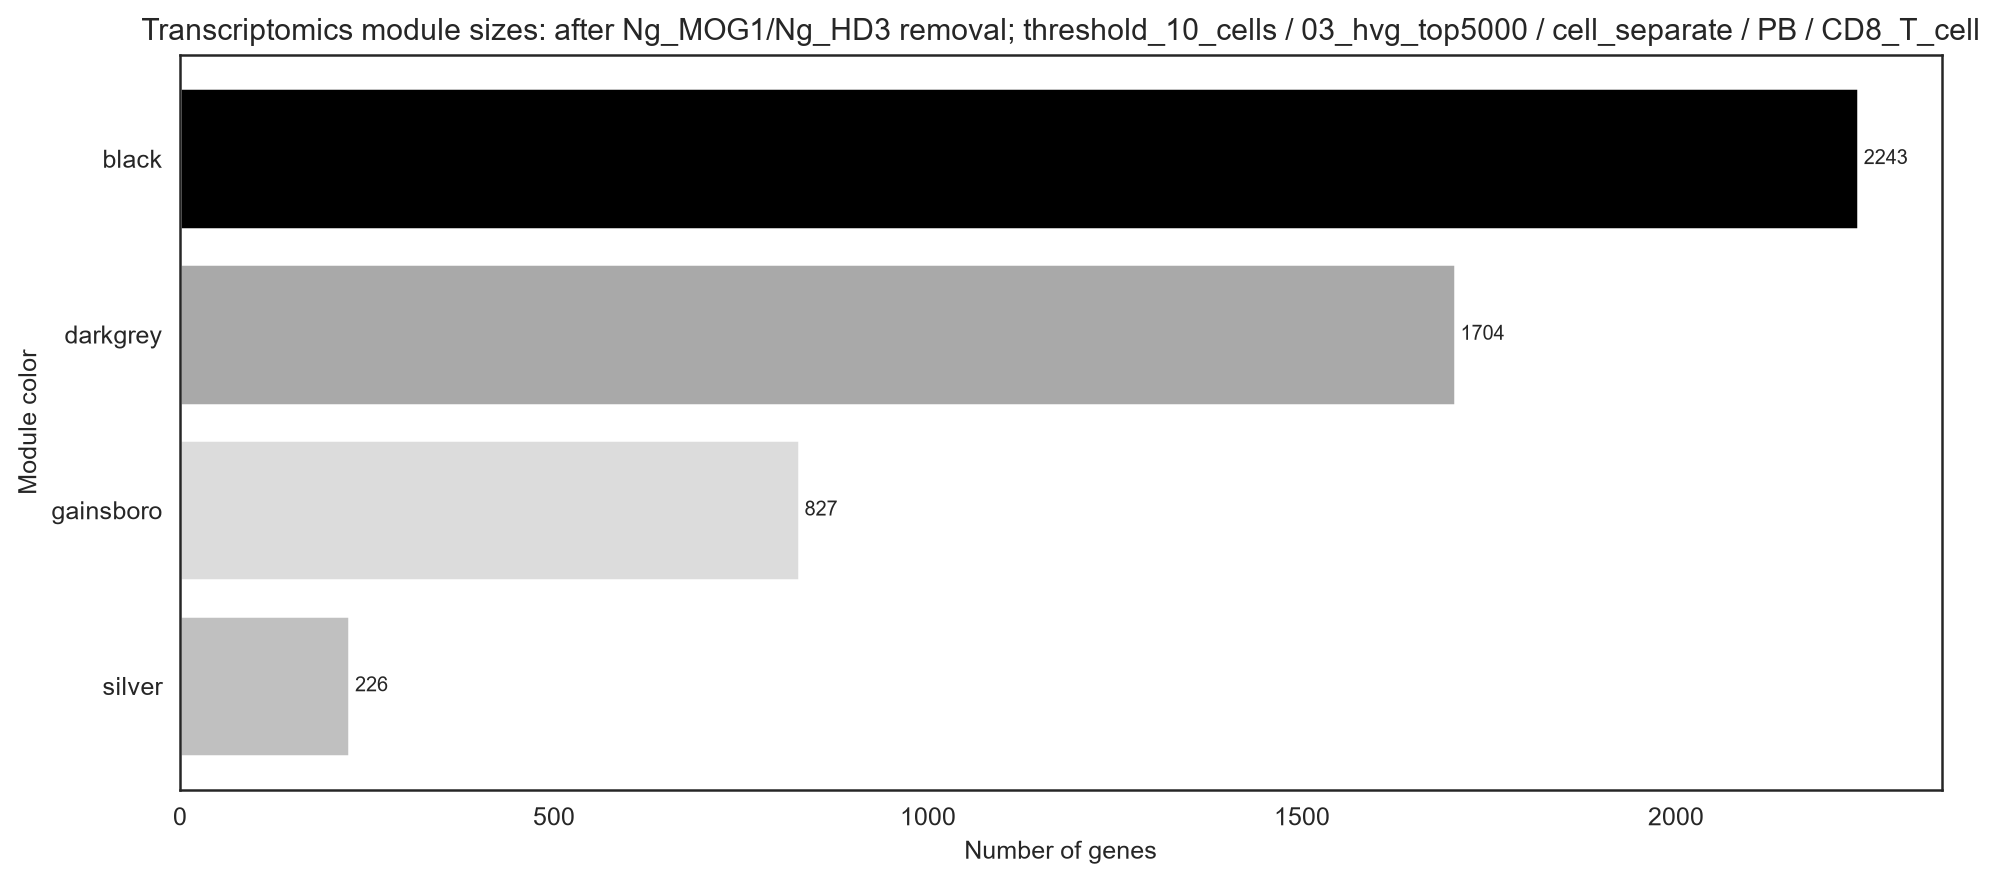 Transcriptomics module sizes: after Ng_MOG1/Ng_HD3 removal; threshold_10_cells / 03_hvg_top5000 / cell_separate / PB / CD8_T_cell
black
2243
darkgrey
1704
Module color
gainsboro
827
silver
226
0 500 1000 1500 2000
Number of genes